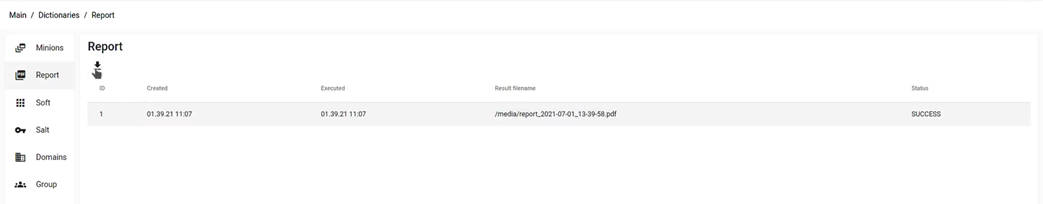 Main / Dictionaries / Report
Minions
Report
Soft
Salt
Domains
Group
Report
ID Created Executed Result filename Status
1 01.39.21 11:07 01.39.21 11:07 /media/report_2021-07-01_13-39-58.pdf SUCCESS